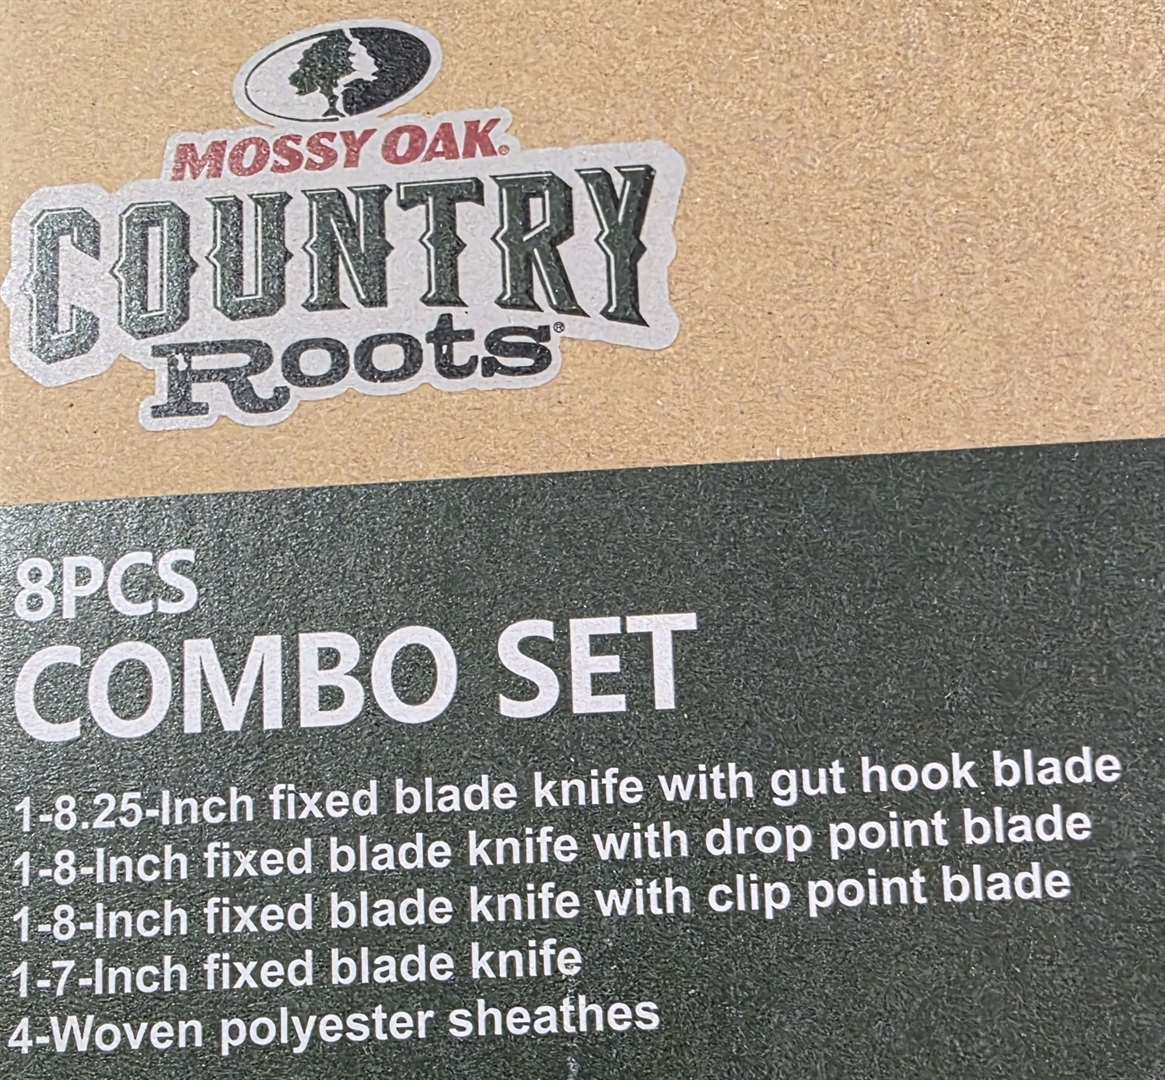 MOSSY OAK®
COUNTRY
ROOTS®
8PCS
COMBO SET
1-8.25-Inch fixed blade knife with gut hook blade
1-8-Inch fixed blade knife with drop point blade
1-8-Inch fixed blade knife with clip point blade
1-7-Inch fixed blade knife
4-Woven polyester sheathes